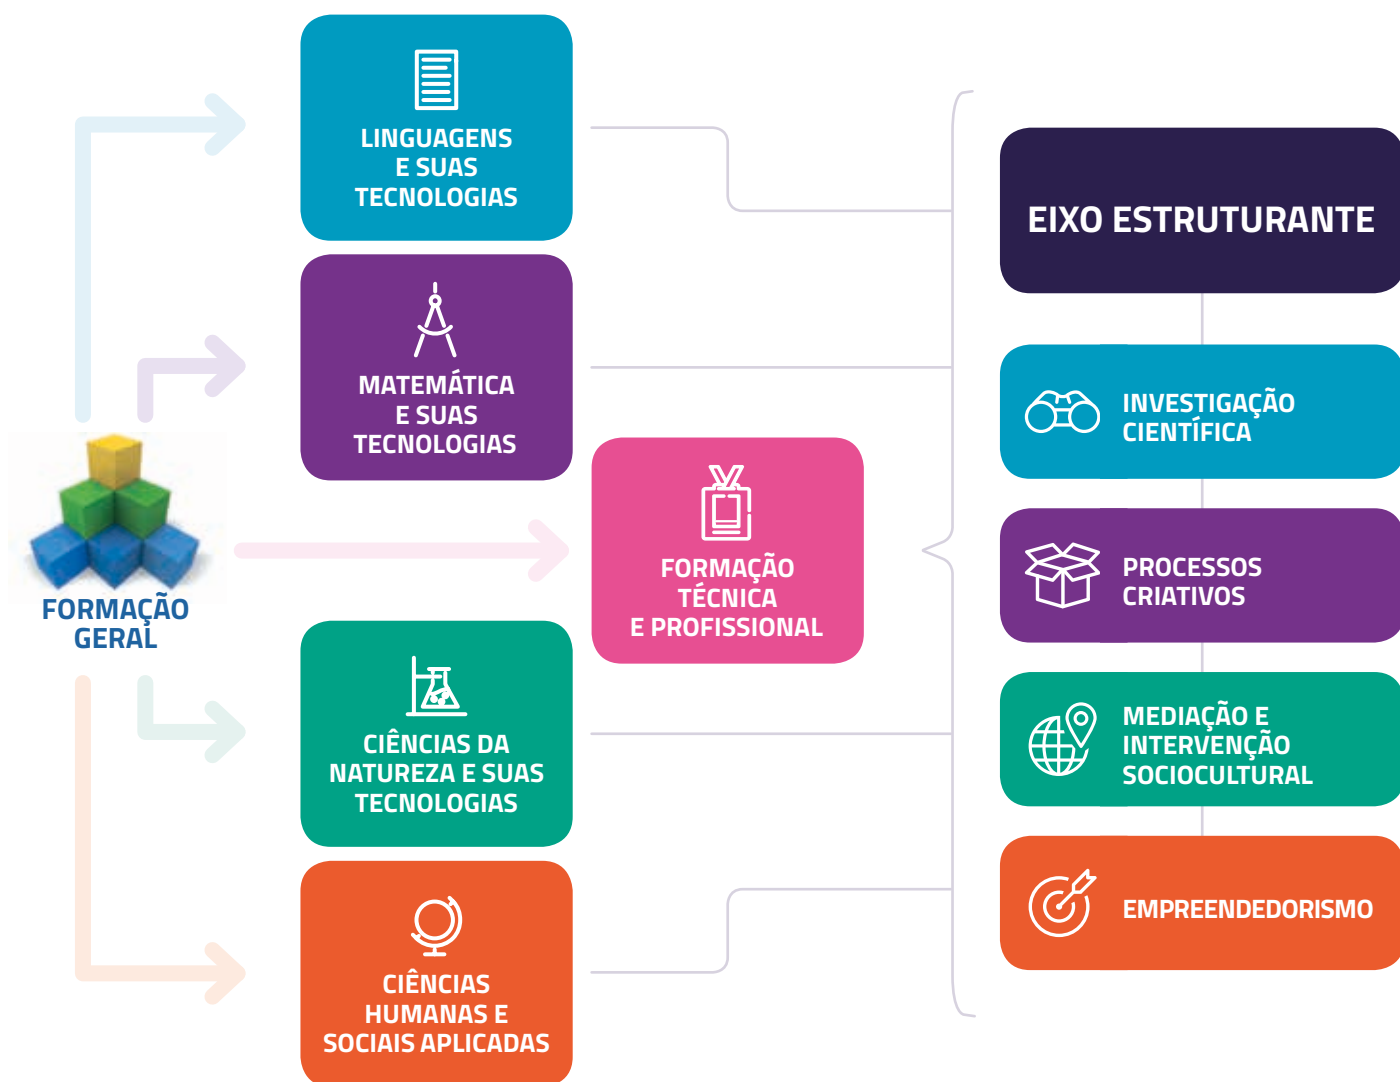 LINGUAGENS
E SUAS
TECNOLOGIAS
MATEMÁTICA
E SUAS
TECNOLOGIAS
FORMAÇÃO
GERAL
FORMAÇÃO
TÉCNICA
E PROFISSIONAL
CIÊNCIAS DA
NATUREZA E SUAS
TECNOLOGIAS
CIÊNCIAS
HUMANAS E
SOCIAIS APLICADAS
EIXO ESTRUTURANTE
INVESTIGAÇÃO
CIENTÍFICA
PROCESSOS
CRIATIVOS
MEDIAÇÃO E
INTERVENÇÃO
SOCIOCULTURAL
EMPREENDEDORISMO